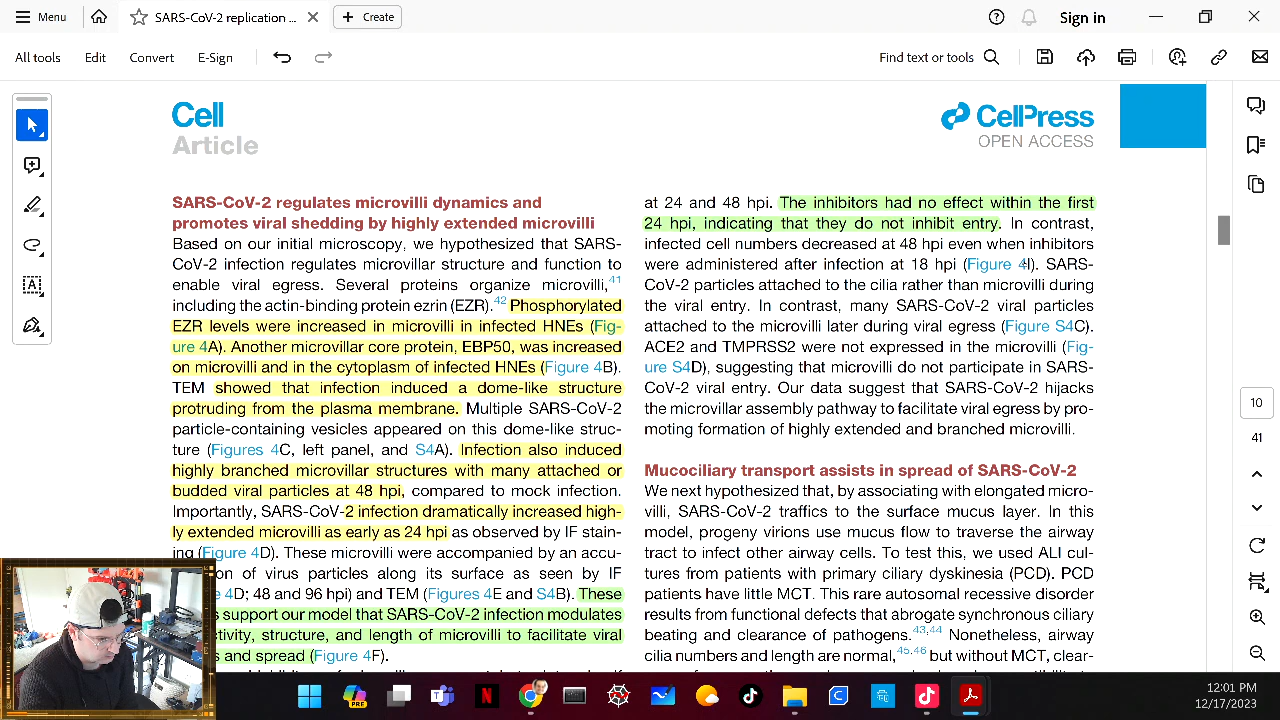 Menu
SARS-CoV-2 replication ...
Create
Sign in
All tools
Edit
Convert
E-Sign
Find text or tools
Cell
Article
CellPress
OPEN ACCESS
SARS-CoV-2 regulates microvilli dynamics and
promotes viral shedding by highly extended microvilli
Based on our initial microscopy, we hypothesized that SARS-
CoV-2 infection regulates microvillar structure and function to
enable viral egress. Several proteins organize microvilli,41
including the actin-binding protein ezrin (EZR).42 Phosphorylated
EZR levels were increased in microvilli in infected HNEs (Fig-
ure 4A). Another microvillar core protein, EBP50, was increased
on microvilli and in the cytoplasm of infected HNEs (Figure 4B).
TEM showed that infection induced a dome-like structure
protruding from the plasma membrane. Multiple SARS-CoV-2
particle-containing vesicles appeared on this dome-like struc-
ture (Figures 4C, left panel, and S4A). Infection also induced
highly branched microvillar structures with many attached or
budded viral particles at 48 hpi, compared to mock infection.
Importantly, SARS-CoV-2 infection dramatically increased high-
ly extended microvilli as early as 24 hpi as observed by IF stain-
ing (Figure 4D). These microvilli were accompanied by an accu-
on of virus particles along its surface as seen by IF
e 4D; 48 and 96 hpi) and TEM (Figures 4E and S4B). These
s support our model that SARS-CoV-2 infection modulates
ctivity, structure, and length of microvilli to facilitate viral
s and spread (Figure 4F).
at 24 and 48 hpi. The inhibitors had no effect within the first
24 hpi, indicating that they do not inhibit entry. In contrast,
infected cell numbers decreased at 48 hpi even when inhibitors
were administered after infection at 18 hpi (Figure 4I). SARS-
CoV-2 particles attached to the cilia rather than microvilli during
the viral entry. In contrast, many SARS-CoV-2 viral particles
attached to the microvilli later during viral egress (Figure S4C).
ACE2 and TMPRSS2 were not expressed in the microvilli (Fig-
ure S4D), suggesting that microvilli do not participate in SARS-
CoV-2 viral entry. Our data suggest that SARS-CoV-2 hijacks
the microvillar assembly pathway to facilitate viral egress by pro-
moting formation of highly extended and branched microvilli.
Mucociliary transport assists in spread of SARS-CoV-2
We next hypothesized that, by associating with elongated micro-
villi, SARS-CoV-2 traffics to the surface mucus layer. In this
model, progeny virions use mucus flow to traverse the airway
tract to infect other airway cells. To test this, we used ALI cul-
tures from patients with primary ciliary dyskinesia (PCD). PCD
patients have little MCT. This rare autosomal recessive disorder
results from functional defects that abrogate synchronous ciliary
beating and clearance of pathogens.43,44 Nonetheless, airway
cilia numbers and length are normal,45,46 but without MCT, clear-
10
41
PRE
12:01 PM
12/17/2023